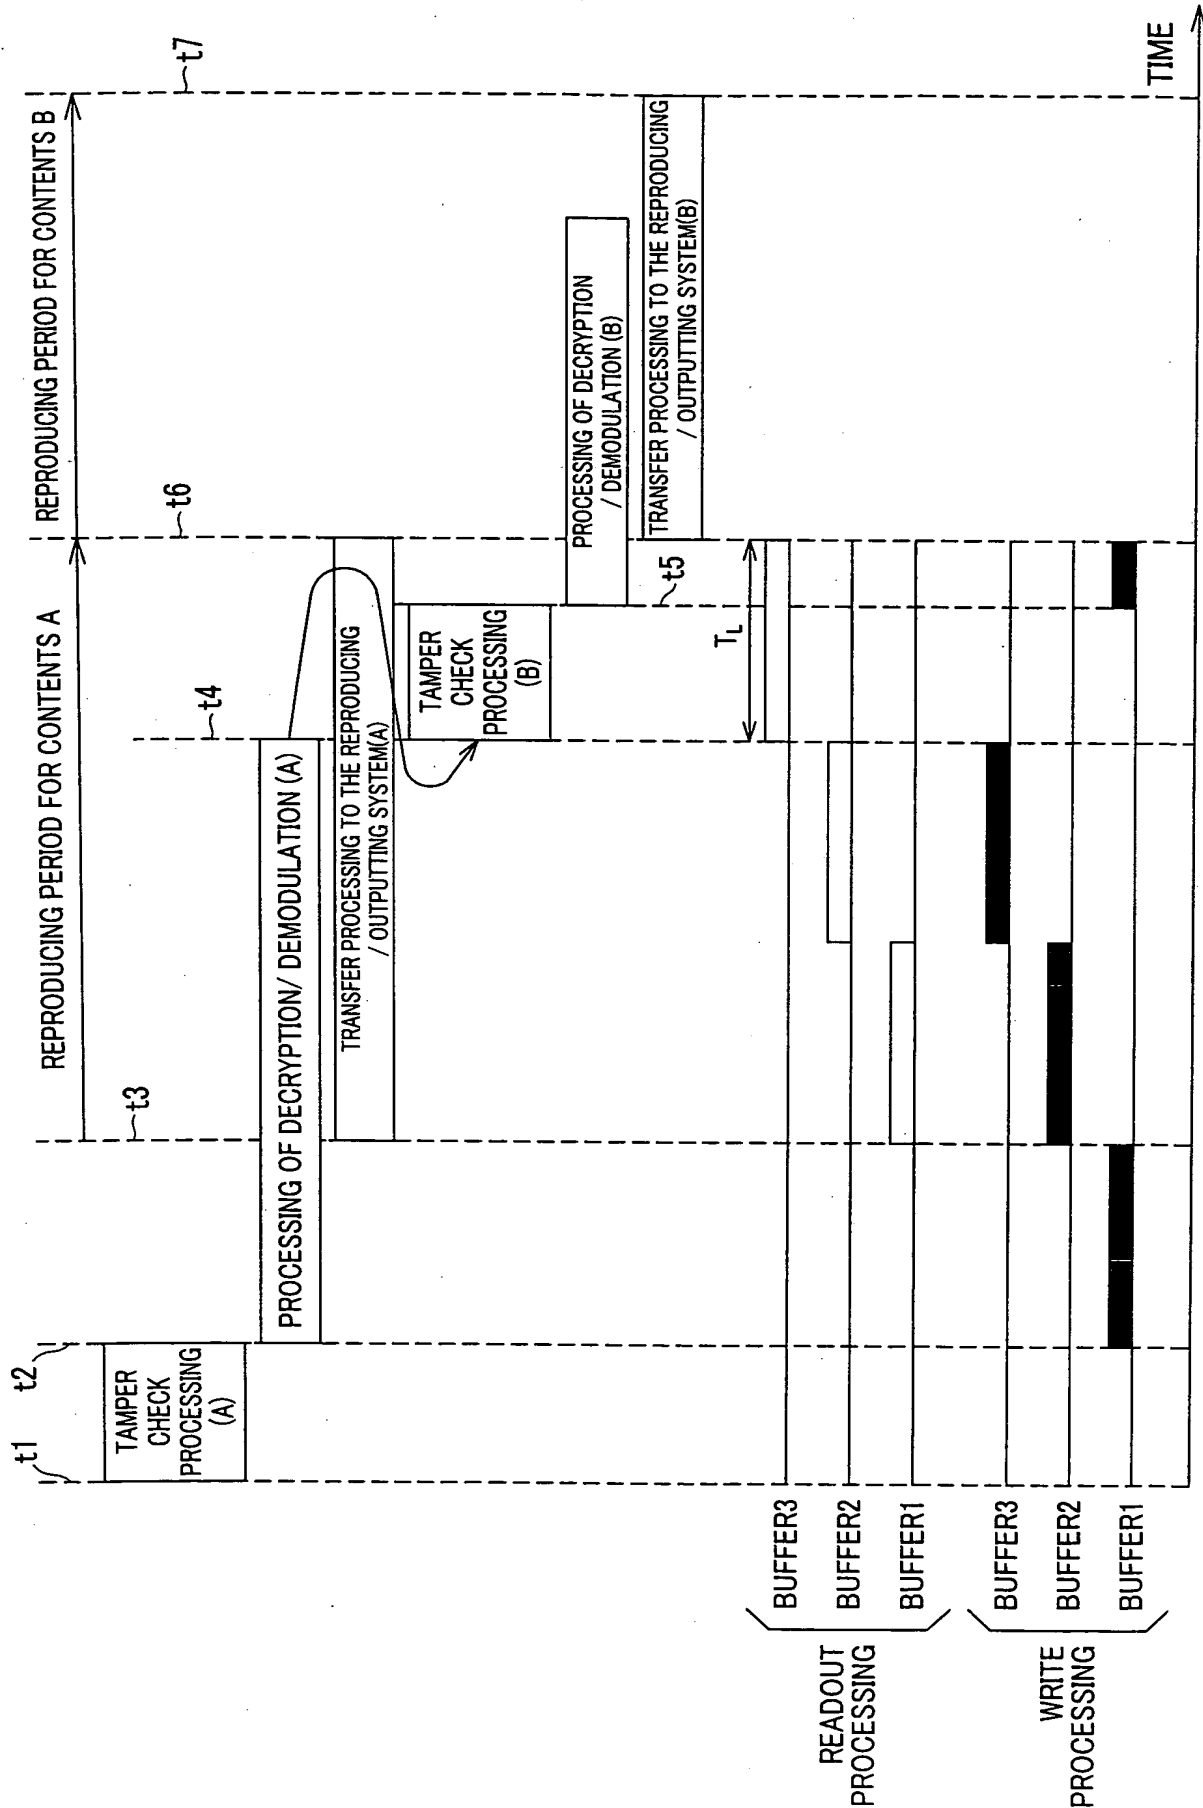 t1
t2
t3
t4
t5
t6
t7
REPRODUCING PERIOD FOR CONTENTS A
REPRODUCING PERIOD FOR CONTENTS B
TAMPER
CHECK
PROCESSING
(A)
PROCESSING OF DECRYPTION/ DEMODULATION (A)
TRANSFER PROCESSING TO THE REPRODUCING
/ OUTPUTTING SYSTEM(A)
TAMPER
CHECK
PROCESSING
(B)
PROCESSING OF DECRYPTION
/ DEMODULATION (B)
TRANSFER PROCESSING TO THE REPRODUCING
/ OUTPUTTING SYSTEM(B)
TL
READOUT
PROCESSING
BUFFER3
BUFFER2
BUFFER1
WRITE
PROCESSING
BUFFER3
BUFFER2
BUFFER1
TIME